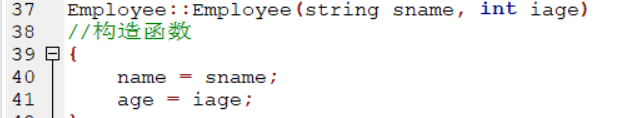 37 Employee::Employee(string sname, int iage)
38 //构造函数
39 {
40 name = sname;
41 age = iage;